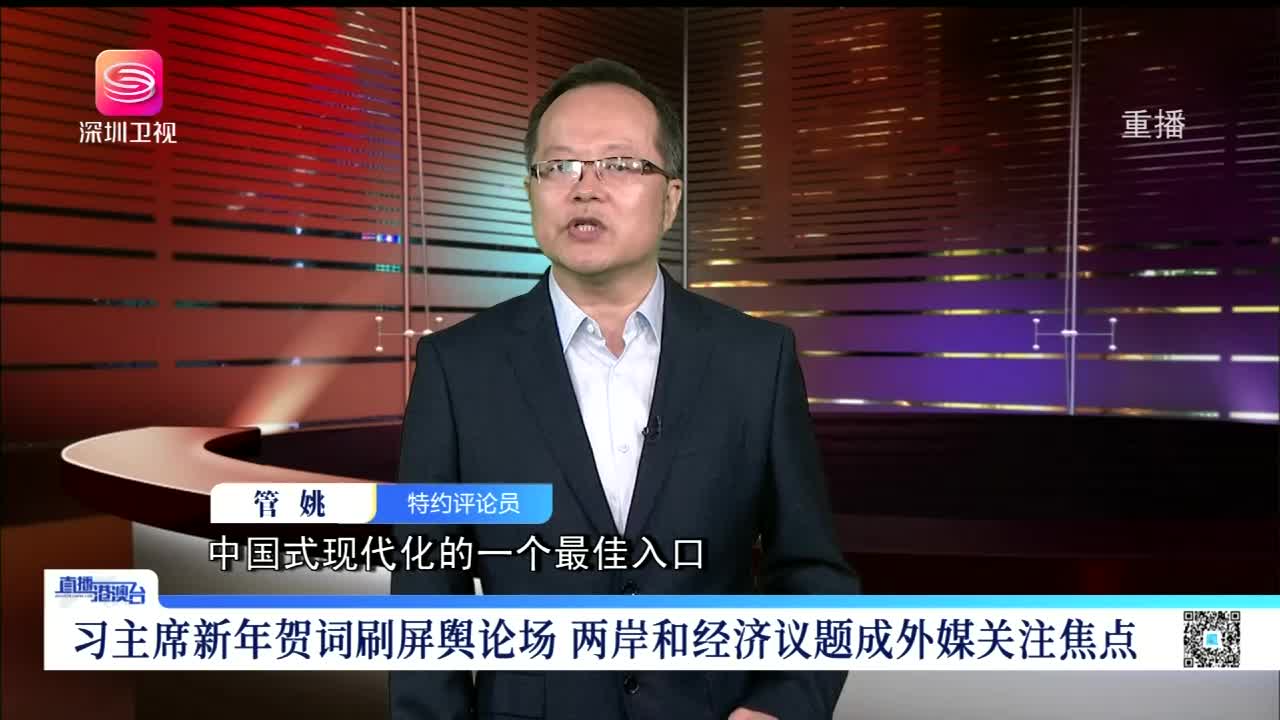 深圳卫视
重播
管姚
特约评论员
中国式现代化的一个最佳入口
直播港澳台
习主席新年贺词刷屏舆论场 两岸和经济议题成外媒关注焦点